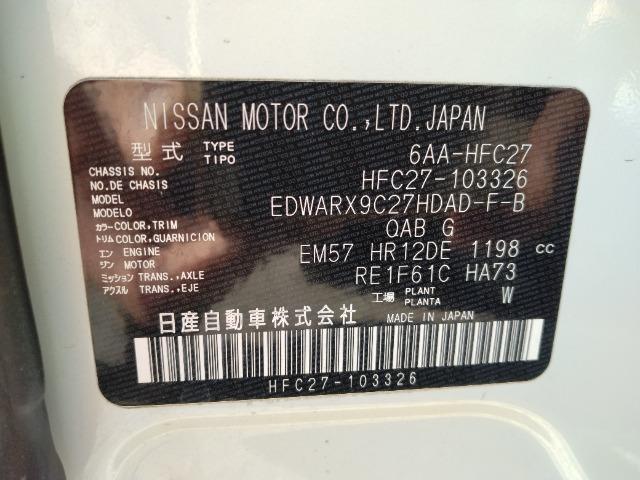 NISSAN MOTOR CO.,LTD.JAPAN
型式 TYPE TIPO 6AA-HFC27
CHASSIS NO. NO.DE CHASIS HFC27-103326
MODEL MODELO EDWARX9C27HDAD-F-B
カラー COLOR,TRIM トリム COLOR,GUARNICION QAB G
エン ENGINE ジン MOTOR EM57 HR12DE 1198 cc
ミッション TRANS.,AXLE アクスル TRANS.,EJE RE1F61C HA73
工場 PLANT PLANTA W
日産自動車株式会社 MADE IN JAPAN
HFC27-103326